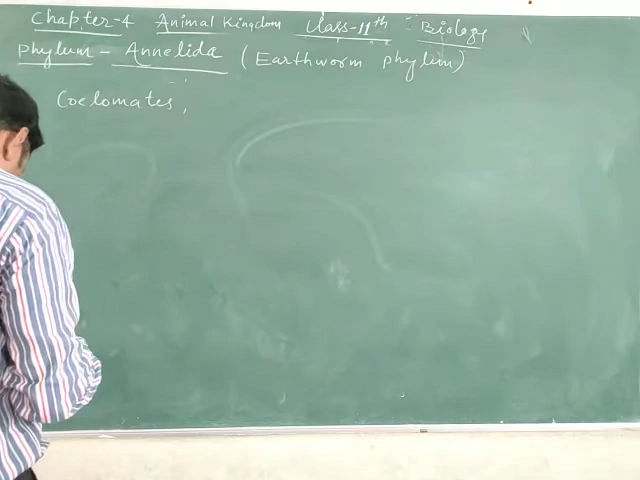 Chapter-4 Animal Kingdom Class-11th - Biology
Phylum - Annelida (Earthworm phylum)
Coelomates,